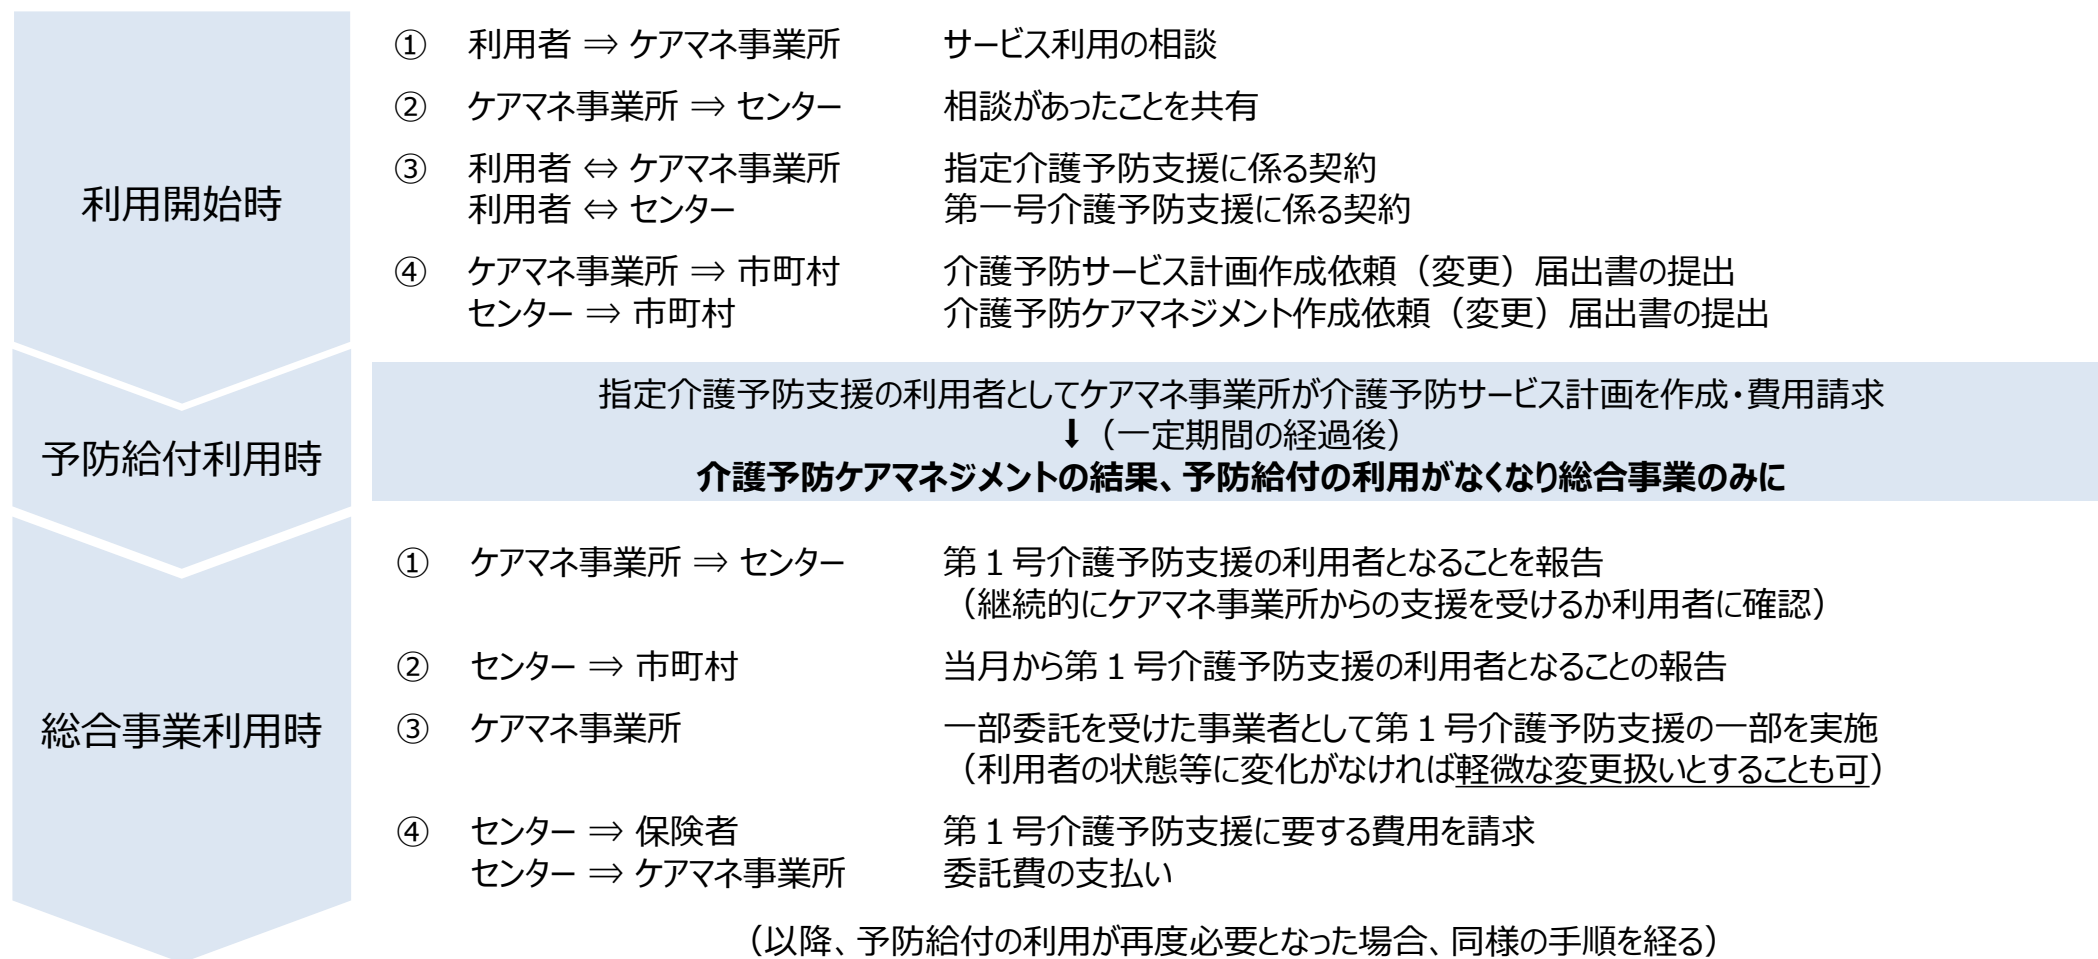 利用開始時
① 利用者 ⇒ ケアマネ事業所 サービス利用の相談
② ケアマネ事業所 ⇒ センター 相談があったことを共有
③ 利用者 ⇔ ケアマネ事業所 指定介護予防支援に係る契約
利用者 ⇔ センター 第一号介護予防支援に係る契約
④ ケアマネ事業所 ⇒ 市町村 介護予防サービス計画作成依頼（変更）届出書の提出
センター ⇒ 市町村 介護予防ケアマネジメント作成依頼（変更）届出書の提出
予防給付利用時
指定介護予防支援の利用者としてケアマネ事業所が介護予防サービス計画を作成・費用請求
⬇（一定期間の経過後）
介護予防ケアマネジメントの結果、予防給付の利用がなくなり総合事業のみに
総合事業利用時
① ケアマネ事業所 ⇒ センター 第１号介護予防支援の利用者となることを報告
（継続的にケアマネ事業所からの支援を受けるか利用者に確認）
② センター ⇒ 市町村 当月から第１号介護予防支援の利用者となることの報告
③ ケアマネ事業所 一部委託を受けた事業者として第１号介護予防支援の一部を実施
（利用者の状態等に変化がなければ軽微な変更扱いとすることも可）
④ センター ⇒ 保険者 第１号介護予防支援に要する費用を請求
センター ⇒ ケアマネ事業所 委託費の支払い
（以降、予防給付の利用が再度必要となった場合、同様の手順を経る）